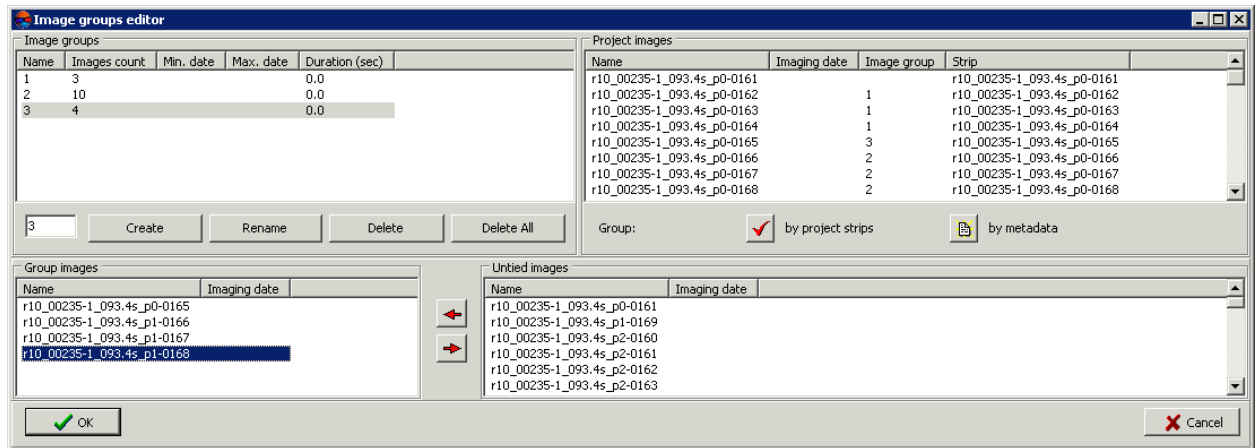 Image groups editor
Image groups
Name Images count Min. date Max. date Duration (sec)
1 3 0.0
2 10 0.0
3 4 0.0
3 Create Rename Delete Delete All
Project images
Name Imaging date Image group Strip
r10_00235-1_093.4s_p0-0161 r10_00235-1_093.4s_p0-0161
r10_00235-1_093.4s_p0-0162 1 r10_00235-1_093.4s_p0-0162
r10_00235-1_093.4s_p0-0163 1 r10_00235-1_093.4s_p0-0163
r10_00235-1_093.4s_p0-0164 1 r10_00235-1_093.4s_p0-0164
r10_00235-1_093.4s_p0-0165 3 r10_00235-1_093.4s_p0-0165
r10_00235-1_093.4s_p0-0166 2 r10_00235-1_093.4s_p0-0166
r10_00235-1_093.4s_p0-0167 2 r10_00235-1_093.4s_p0-0167
r10_00235-1_093.4s_p0-0168 2 r10_00235-1_093.4s_p0-0168
Group: by project strips by metadata
Group images
Name Imaging date
r10_00235-1_093.4s_p0-0165
r10_00235-1_093.4s_p1-0166
r10_00235-1_093.4s_p1-0167
r10_00235-1_093.4s_p1-0168
Untied images
Name Imaging date
r10_00235-1_093.4s_p0-0161
r10_00235-1_093.4s_p1-0169
r10_00235-1_093.4s_p2-0160
r10_00235-1_093.4s_p2-0161
r10_00235-1_093.4s_p2-0162
r10_00235-1_093.4s_p2-0163
OK Cancel